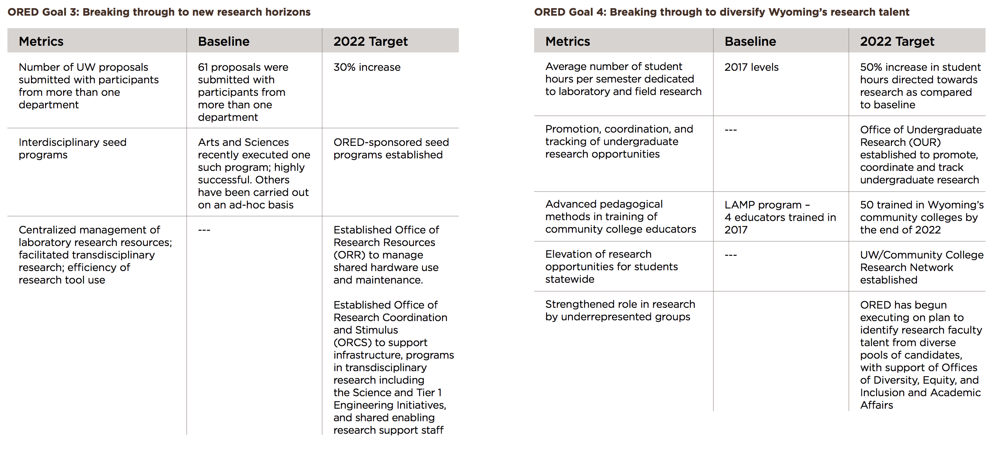 ORED Goal 3: Breaking through to new research horizons
Metrics
Baseline
2022 Target
Number of UW proposals
submitted with participants
from more than one
department
61 proposals were
submitted with
participants from
more than one
department
30% increase
Interdisciplinary seed
programs
Arts and Sciences
recently executed one
such program; highly
successful. Others
have been carried out
on an ad-hoc basis
ORED-sponsored seed
programs established
Centralized management of
laboratory research resources;
facilitated transdisciplinary
research; efficiency of
research tool use
---
Established Office of
Research Resources
(ORR) to manage
shared hardware use
and maintenance.
Established Office of
Research Coordination
and Stimulus
(ORCS) to support
infrastructure, programs
in transdisciplinary
research including
the Science and Tier 1
Engineering Initiatives,
and shared enabling
research support staff
ORED Goal 4: Breaking through to diversify Wyoming’s research talent
Metrics
Baseline
2022 Target
Average number of student
hours per semester dedicated
to laboratory and field research
2017 levels
50% increase in student
hours directed towards
research as compared
to baseline
Promotion, coordination, and
tracking of undergraduate
research opportunities
---
Office of Undergraduate
Research (OUR)
established to promote,
coordinate and track
undergraduate research
Advanced pedagogical
methods in training of
community college educators
LAMP program –
4 educators trained in
2017
50 trained in Wyoming’s
community colleges by
the end of 2022
Elevation of research
opportunities for students
statewide
---
UW/Community College
Research Network
established
Strengthened role in research
by underrepresented groups
ORED has begun
executing on plan to
identify research faculty
talent from diverse
pools of candidates,
with support of Offices
of Diversity, Equity, and
Inclusion and Academic
Affairs